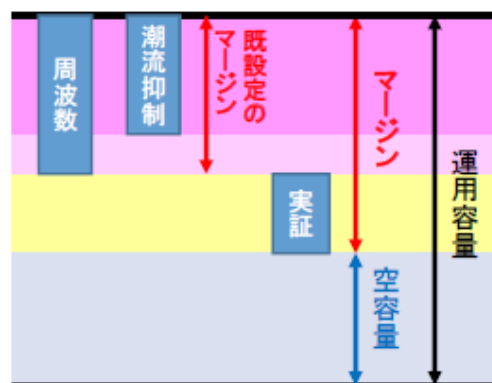 周波数
潮流抑制
既設定の
マージン
マージン
運用容量
実証
空容量